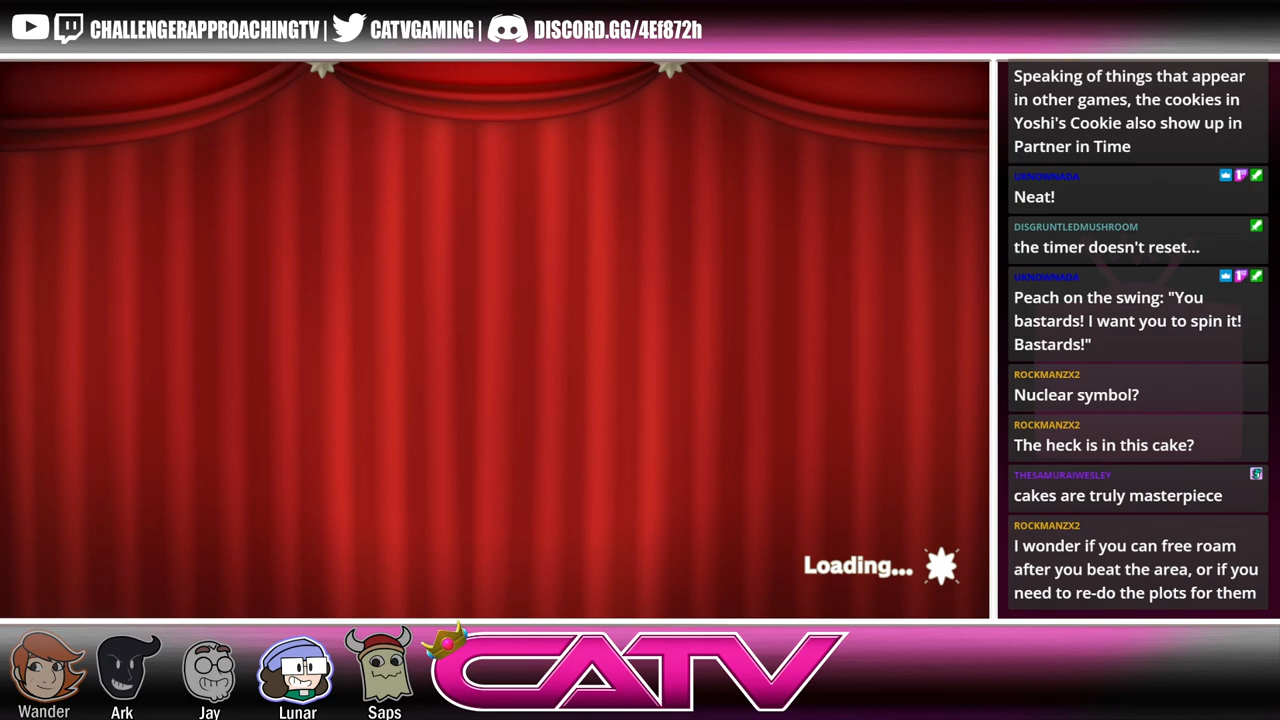 CHALLENGERAPPROACHINGTV | CATVGAMING | DISCORD.GG/4Ef872h
Speaking of things that appear
in other games, the cookies in
Yoshi's Cookie also show up in
Partner in Time
UKNOWNADA
Neat!
DISGRUNTLEDMUSHROOM
the timer doesn't reset...
UKNOWNADA
Peach on the swing: "You
bastards! I want you to spin it!
Bastards!"
ROCKMANZX2
Nuclear symbol?
ROCKMANZX2
The heck is in this cake?
THESAMURAIWESLEY
cakes are truly masterpiece
ROCKMANZX2
I wonder if you can free roam
after you beat the area, or if you
need to re-do the plots for them
Loading...
Wander
Ark
Jay
Lunar
Saps
CATV